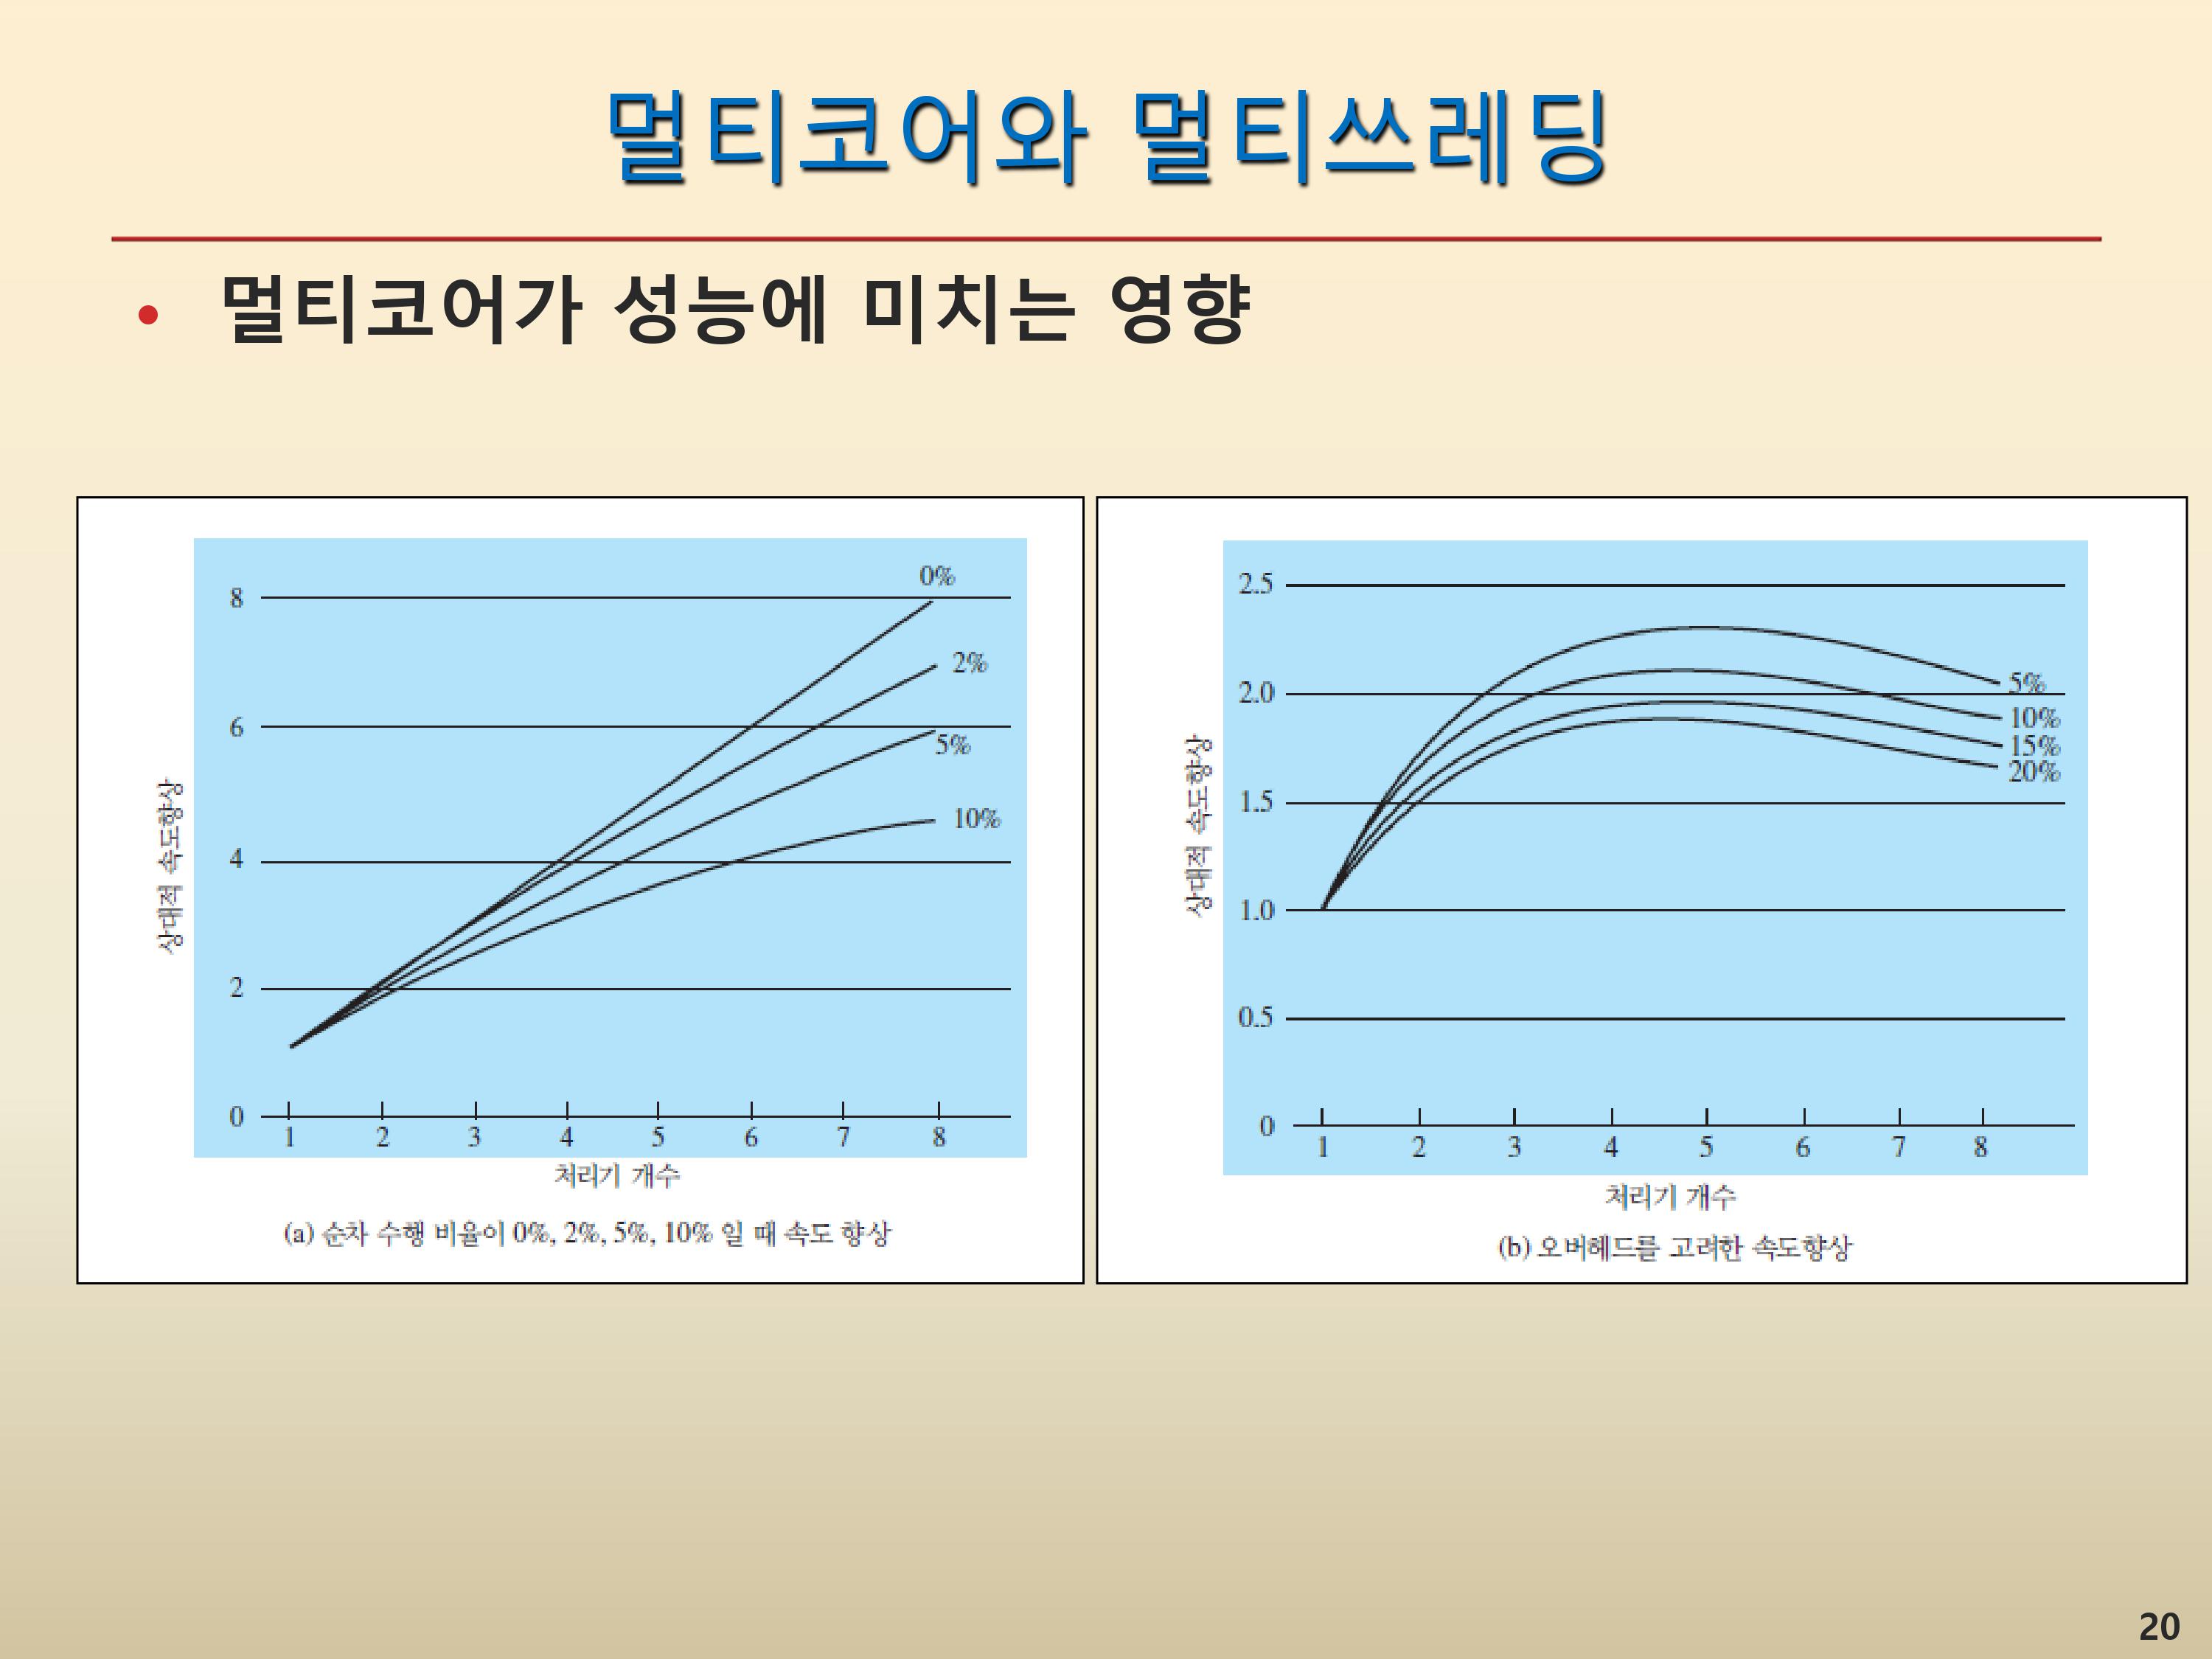 멀티코어와 멀티쓰레딩
• 멀티코어가 성능에 미치는 영향
상대적 속도향상
8
6
4
2
0
0%
2%
5%
10%
1 2 3 4 5 6 7 8
처리기 개수
(a) 순차 수행 비율이 0%, 2%, 5%, 10% 일 때 속도 향상
상대적 속도향상
2.5
2.0
1.5
1.0
0.5
0
5%
10%
15%
20%
1 2 3 4 5 6 7 8
처리기 개수
(b) 오버헤드를 고려한 속도향상
20